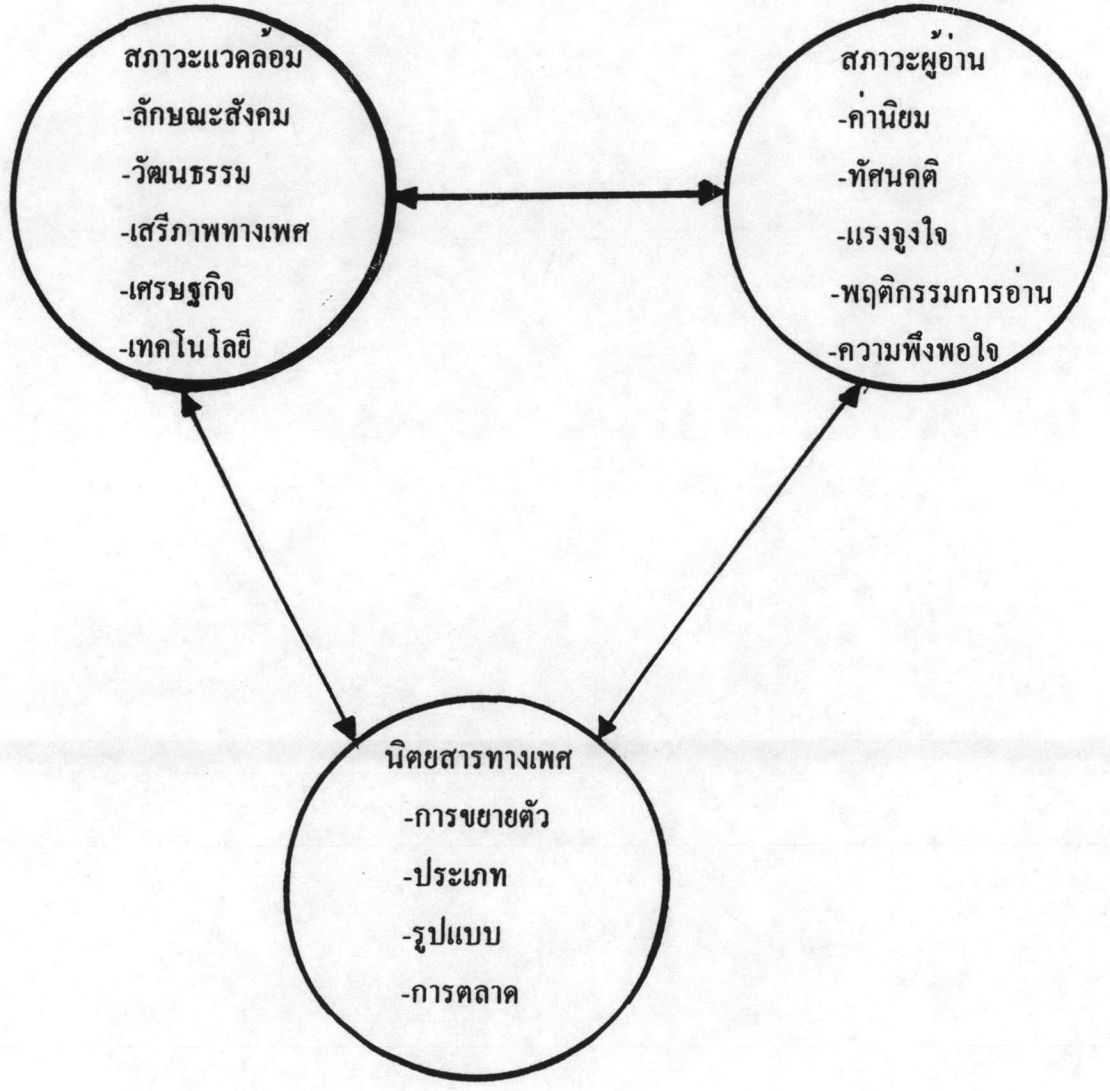 สภาวะแวดล้อม
-ลักษณะสังคม
-วัฒนธรรม
-เสรีภาพทางเพศ
-เศรษฐกิจ
-เทคโนโลยี
สภาวะผู้อ่าน
-ค่านิยม
-ทัศนคติ
-แรงจูงใจ
-พฤติกรรมการอ่าน
-ความพึงพอใจ
นิตยสารทางเพศ
-การขยายตัว
-ประเภท
-รูปแบบ
-การตลาด